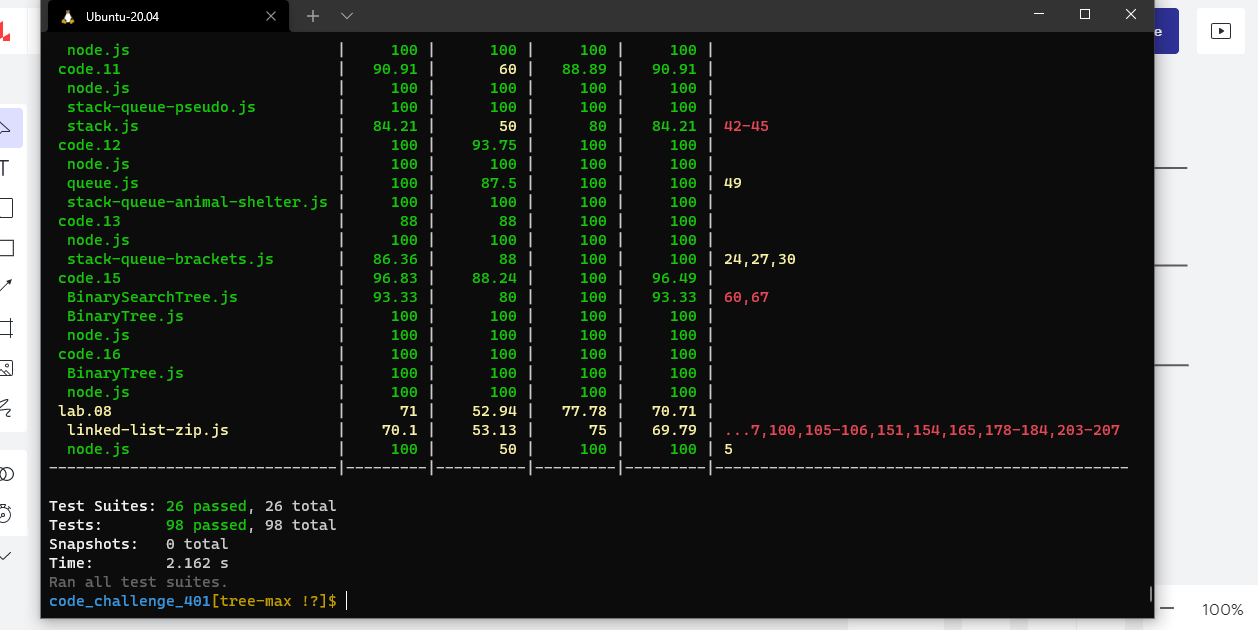 Ubuntu-20.04
node.js | 100 | 100 | 100 | 100 |
code.11 | 90.91 | 60 | 88.89 | 90.91 |
node.js | 100 | 100 | 100 | 100 |
stack-queue-pseudo.js | 100 | 100 | 100 | 100 |
stack.js | 84.21 | 50 | 80 | 84.21 | 42-45
code.12 | 100 | 93.75 | 100 | 100 |
node.js | 100 | 100 | 100 | 100 |
queue.js | 100 | 87.5 | 100 | 100 | 49
stack-queue-animal-shelter.js | 100 | 100 | 100 | 100 |
code.13 | 88 | 88 | 100 | 100 |
node.js | 100 | 100 | 100 | 100 |
stack-queue-brackets.js | 86.36 | 88 | 100 | 100 | 24,27,30
code.15 | 96.83 | 88.24 | 100 | 96.49 |
BinarySearchTree.js | 93.33 | 80 | 100 | 93.33 | 60,67
BinaryTree.js | 100 | 100 | 100 | 100 |
node.js | 100 | 100 | 100 | 100 |
code.16 | 100 | 100 | 100 | 100 |
BinaryTree.js | 100 | 100 | 100 | 100 |
node.js | 100 | 100 | 100 | 100 |
lab.08 | 71 | 52.94 | 77.78 | 70.71 |
linked-list-zip.js | 70.1 | 53.13 | 75 | 69.79 | ...7,100,105-106,151,154,165,178-184,203-207
node.js | 100 | 50 | 100 | 100 | 5
--------------------------------|---------|----------|---------|---------|----------------------------------------------
Test Suites: 26 passed, 26 total
Tests: 98 passed, 98 total
Snapshots: 0 total
Time: 2.162 s
Ran all test suites.
code_challenge_401[tree-max !?]$
e
T
100%